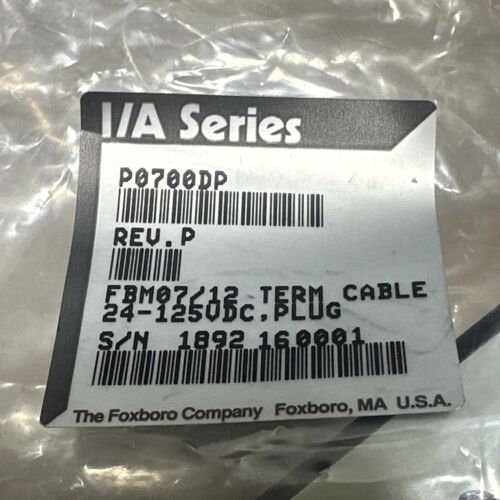 I/A Series
P0700DP
REV.P
FBM07/12 TERM CABLE
24-125VDC,PLUG
S/N 1892 160001
The Foxboro Company Foxboro, MA U.S.A.